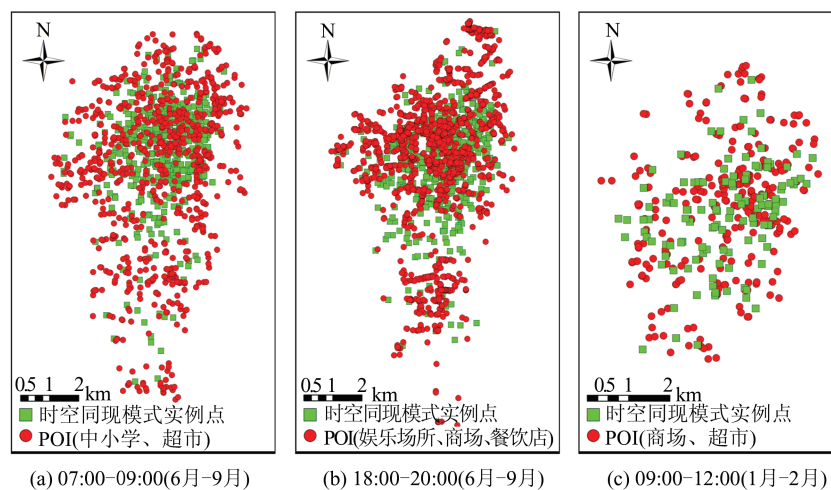 N
0.5 1 2 km
时空同现模式实例点
POI(中小学、超市)
(a) 07:00-09:00(6月-9月)
N
0.5 1 2 km
时空同现模式实例点
POI(娱乐场所、商场、餐饮店)
(b) 18:00-20:00(6月-9月)
N
0.5 1 2 km
时空同现模式实例点
POI(商场、超市)
(c) 09:00-12:00(1月-2月)